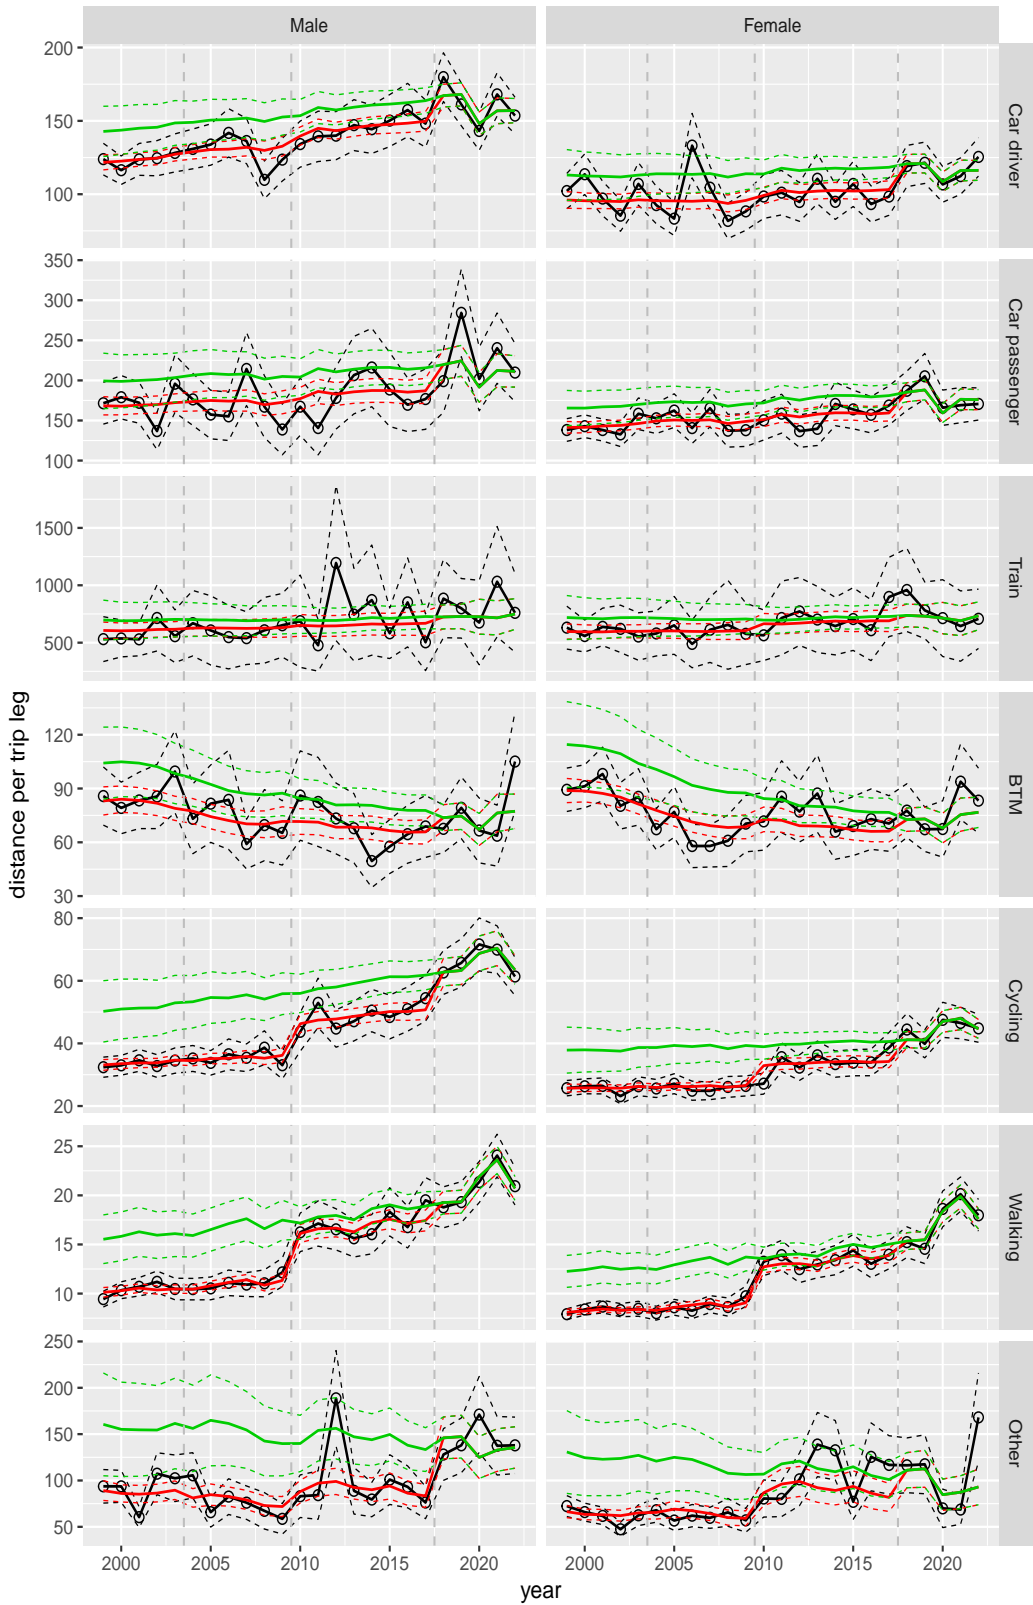 Male Female
200
150
100
Car driver
350
300
250
200
150
100
Car passenger
1500
1000
500
Train
120
90
60
30
BTM
80
60
40
20
Cycling
25
20
15
10
Walking
250
200
150
100
50
Other
distance per trip leg
2000 2005 2010 2015 2020 2000 2005 2010 2015 2020
year